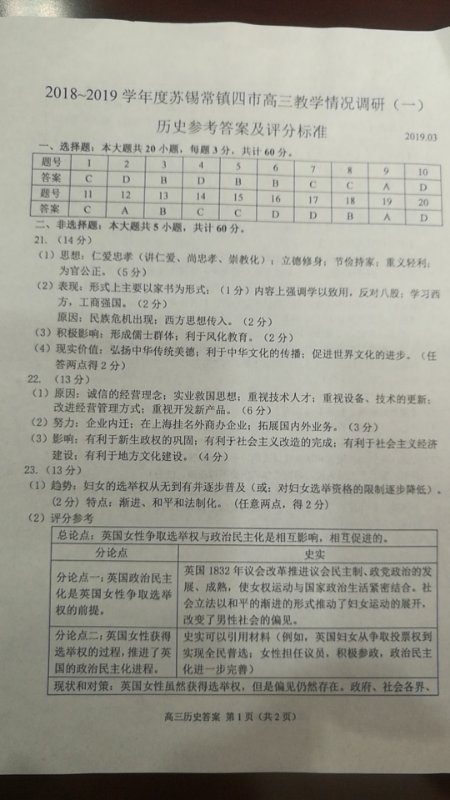 2018~2019 学年度苏锡常镇四市高三教学情况调研（一）
历史参考答案及评分标准
2019.03
一、选择题：本大题共 20 小题，每题 3 分，共计 60 分。
题号 1 2 3 4 5 6 7 8 9 10
答案 C D B D B B C C A D
题号 11 12 13 14 15 16 17 18 19 20
答案 C A B C C D D B A D
二、非选择题：本大题共 5 小题，共计 60 分。
21.（14 分）
（1）思想：仁爱忠孝（讲仁爱、尚忠孝、崇教化）；立德修身；节俭持家；重义轻利；
为官公正。（5 分）
（2）表现：形式上主要以家书为形式；（1 分）内容上强调学以致用，反对八股；学习西
方，工商强国。（2 分）
原因：民族危机出现；西方思想传入。（2 分）
（3）积极影响：形成儒士群体；利于风化教育。（2 分）
（4）现实价值：弘扬中华传统美德；利于中华文化的传播；促进世界文化的进步。（任
答两点得 2 分）
22.（13 分）
（1）原因：诚信的经营理念；实业救国思想；重视技术人才；重视设备、技术的更新；
改进经营管理方式；重视开发新产品。（6 分）
（2）努力：企业内迁；在上海挂名外商办企业；拓展国内外业务。（3 分）
（3）影响：有利于新生政权的巩固；有利于社会主义改造的完成；有利于社会主义经济
建设；有利于地方文化建设。（4 分）
23.（13 分）
（1）趋势：妇女的选举权从无到有并逐步普及（或：对妇女选举资格的限制逐步降低）。
（2 分）特点：渐进、和平和法制化。（任意两点，得 2 分）
（2）评分参考
总论点：英国女性争取选举权与政治民主化是相互影响，相互促进的。
分论点 史实
分论点一：英国政治民主
化是英国女性争取选举
权的前提。
英国 1832 年议会改革推进议会民主制、政党政治的发
展、成熟，使女权运动与国家政治生活紧密结合。社
会立法以和平的渐进的形式推动了妇女运动的展开，
改变了男性社会的偏见。
分论点二：英国女性获得
选举权的过程，推进了英
国的政治民主化进程。
史实可以引用材料（例如，英国妇女从争取投票权到
实现全民普选；女性担任议员，积极参政，政治民主
化进一步完善）
现状和对策：英国女性虽然获得选举权，但是偏见仍然存在。政府、社会各界、
高三历史答案 第 1 页（共 2 页）